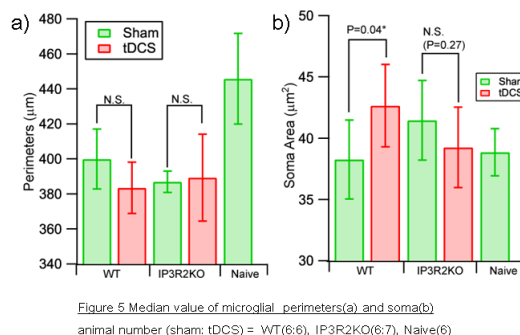 a)
480
460
440
420
400
380
360
340
Perimeters (μm)
Sham
tDCS
N.S.
N.S.
WT
IP3R2KO
Naive
b)
50
45
40
35
30
Soma Area (μm²)
P=0.04*
N.S.
(P=0.27)
Sham
tDCS
WT
IP3R2KO
Naive
Figure 5 Median value of microglial perimeters(a) and soma(b)
animal number (sham: tDCS) = WT(6:6), IP3R2KO(6:7), Naive(6)